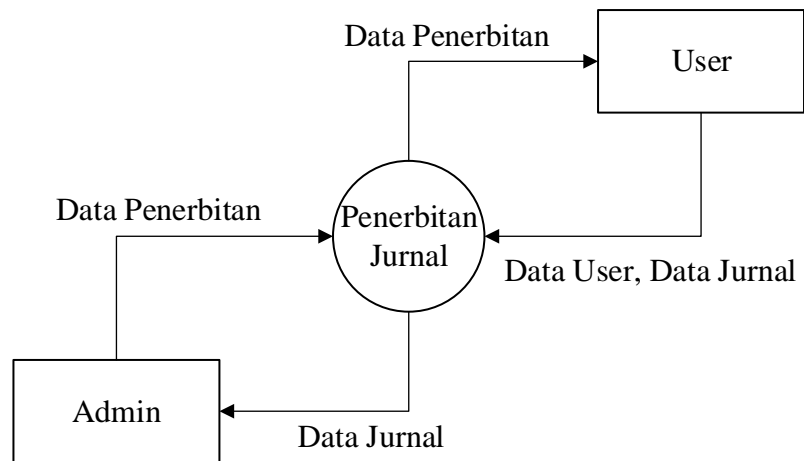 Data Penerbitan
User
Data Penerbitan
Penerbitan
Jurnal
Data User, Data Jurnal
Admin
Data Jurnal